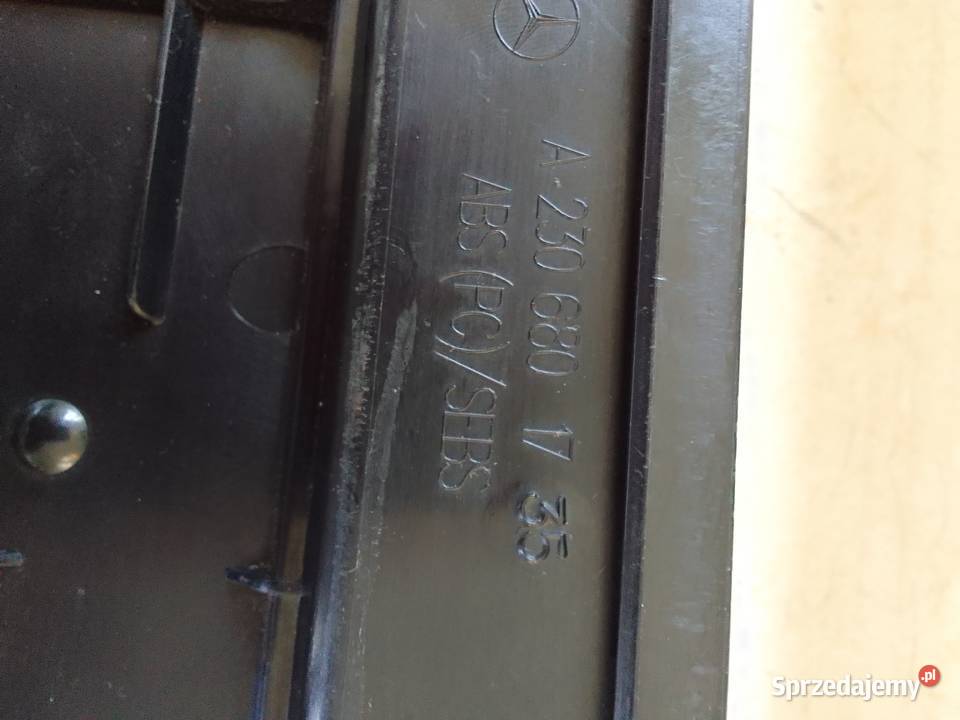 A 230 680 17 35
ABS (PC)/SEBS
Sprzedajemy.pl